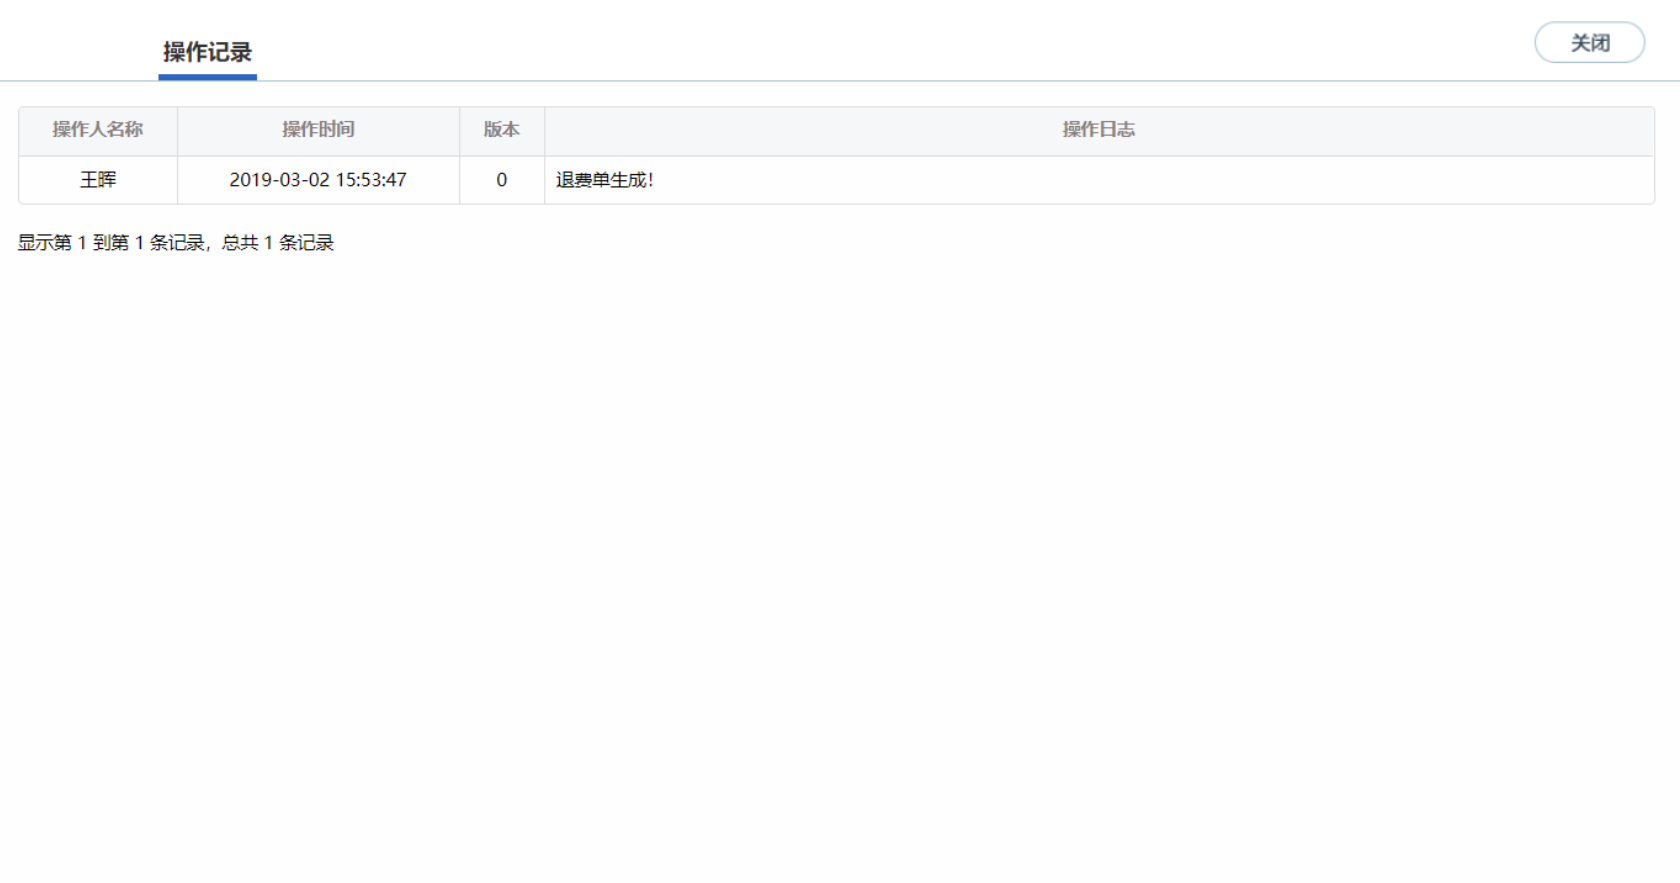 操作记录
关闭
操作人名称 操作时间 版本 操作日志
王晖 2019-03-02 15:53:47 0 退费单生成!
显示第 1 到第 1 条记录，总共 1 条记录